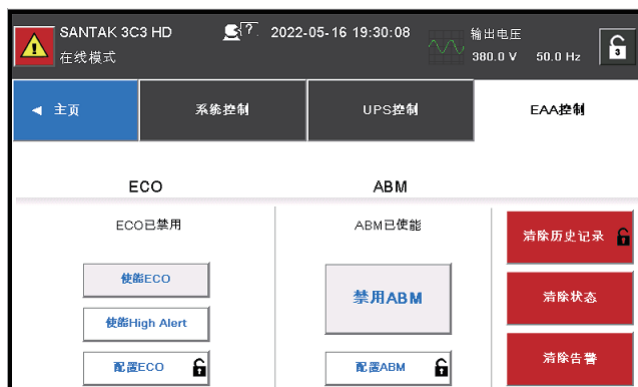 SANTAK 3C3 HD
?
2022-05-16 19:30:08
输出电压
在线模式
380.0 V 50.0 Hz
3
主页
系统控制
UPS控制
EAA控制
ECO
ABM
ECO已禁用
ABM已使能
清除历史记录
使能ECO
禁用ABM
清除状态
使能High Alert
配置ECO
配置ABM
清除告警